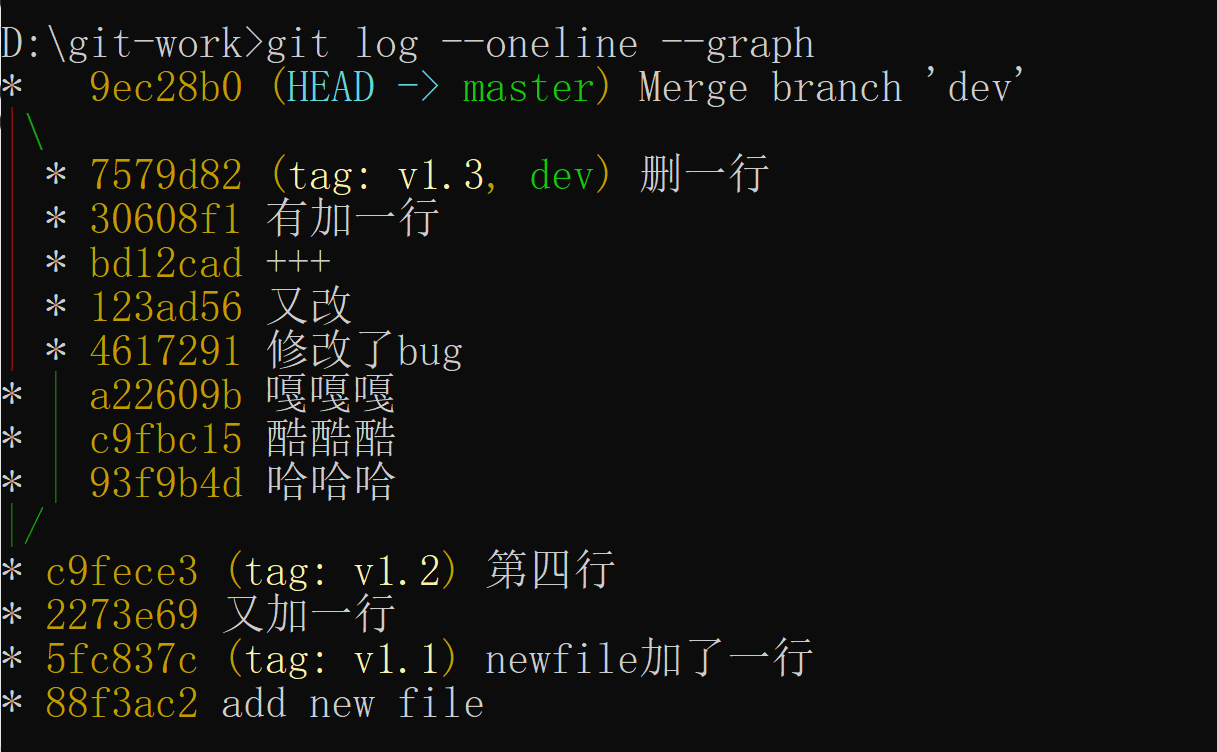 D:\git-work>git log --oneline --graph
*   9ec28b0 (HEAD -> master) Merge branch 'dev'
|\
| * 7579d82 (tag: v1.3, dev) 删一行
| * 30608f1 有加一行
| * bd12cad +++
| * 123ad56 又改
| * 4617291 修改了bug
* | a22609b 嘎嘎嘎
* | c9fbc15 酷酷酷
* | 93f9b4d 哈哈哈
|/
* c9fece3 (tag: v1.2) 第四行
* 2273e69 又加一行
* 5fc837c (tag: v1.1) newfile加了一行
* 88f3ac2 add new file